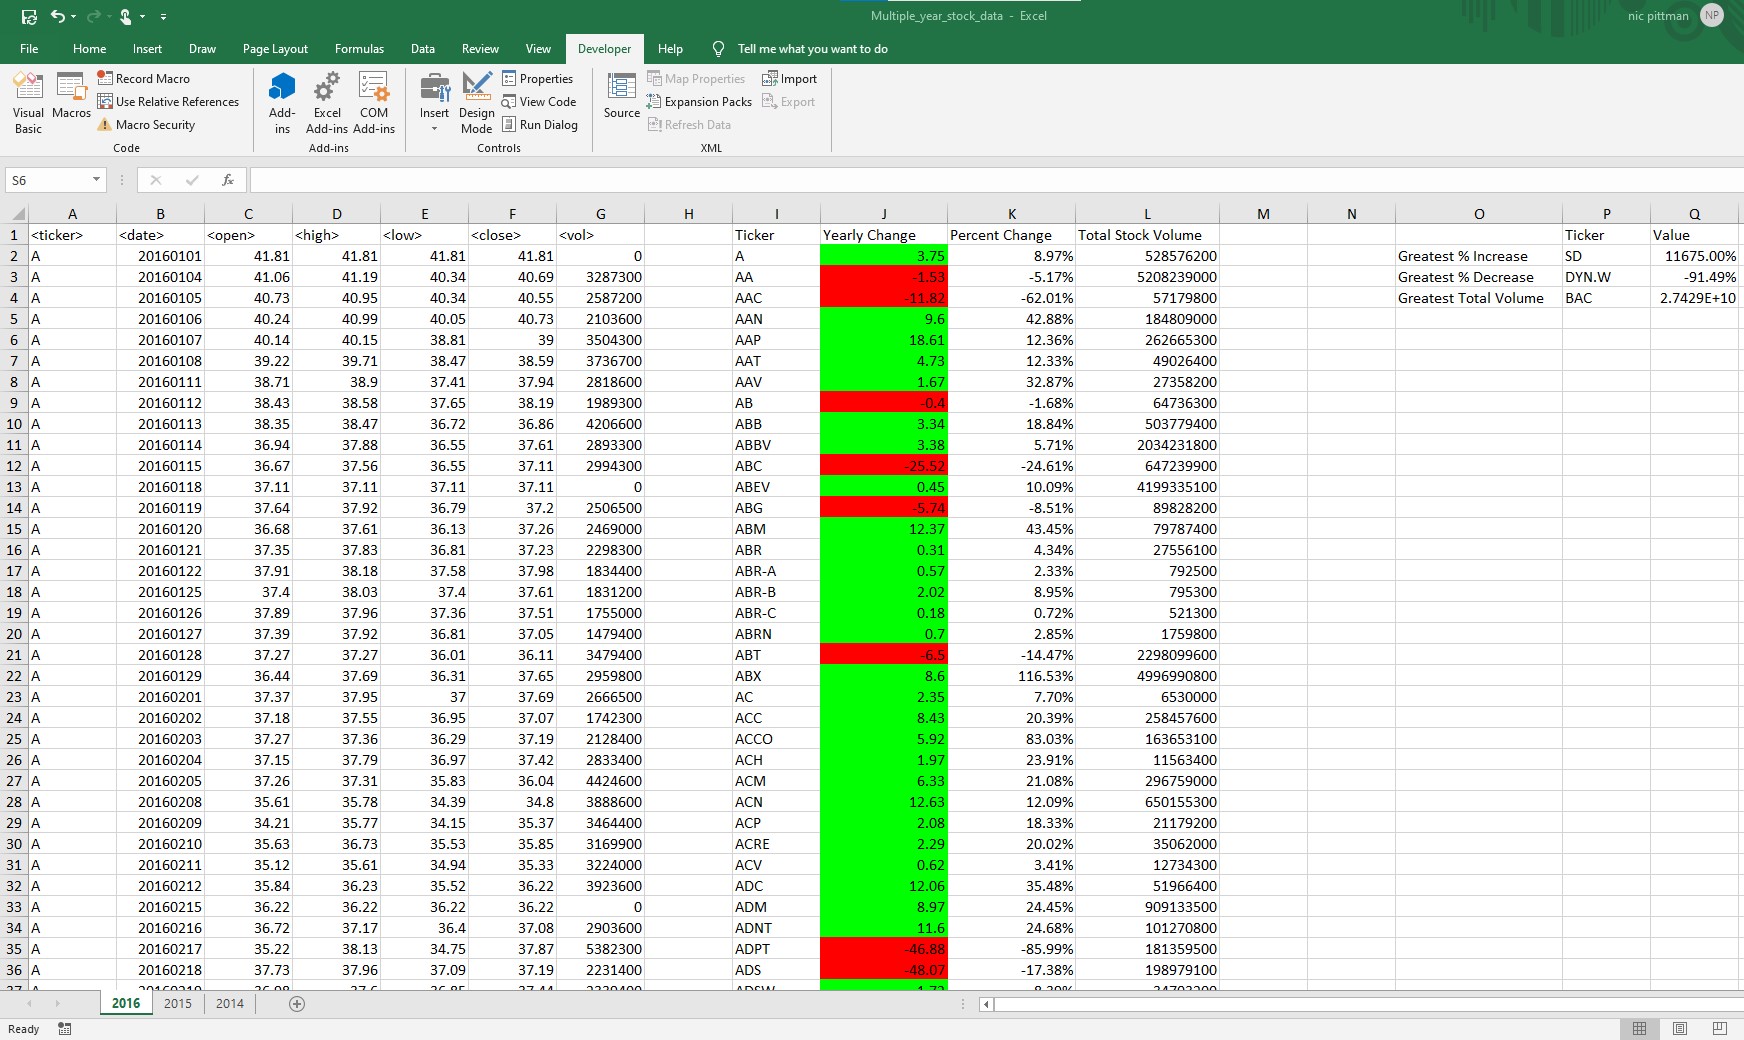 Multiple_year_stock_data - Excel
nic pittman NP
File Home Insert Draw Page Layout Formulas Data Review View Developer Help Tell me what you want to do
Visual Basic
Macros
Record Macro
Use Relative References
Macro Security
Code
Add-ins
Excel Add-ins
COM Add-ins
Add-ins
Insert
Design Mode
Properties
View Code
Run Dialog
Controls
Source
Map Properties
Expansion Packs
Refresh Data
Import
Export
XML
S6 fx
A B C D E F G H I J K L M N O P Q
1 <ticker> <date> <open> <high> <low> <close> <vol> Ticker Yearly Change Percent Change Total Stock Volume Ticker Value
2 A 20160101 41.81 41.81 41.81 41.81 0 A 3.75 8.97% 528576200 Greatest % Increase SD 11675.00%
3 A 20160104 41.06 41.19 40.34 40.69 3287300 AA -1.53 -5.17% 5208239000 Greatest % Decrease DYN.W -91.49%
4 A 20160105 40.73 40.95 40.34 40.55 2587200 AAC -11.82 -62.01% 57179800 Greatest Total Volume BAC 2.7429E+10
5 A 20160106 40.24 40.99 40.05 40.73 2103600 AAN 9.6 42.88% 184809000
6 A 20160107 40.14 40.15 38.81 39 3504300 AAP 18.61 12.36% 262665300
7 A 20160108 39.22 39.71 38.47 38.59 3736700 AAT 4.73 12.33% 49026400
8 A 20160111 38.71 38.9 37.41 37.94 2818600 AAV 1.67 32.87% 27358200
9 A 20160112 38.43 38.58 37.65 38.19 1989300 AB -0.4 -1.68% 64736300
10 A 20160113 38.35 38.47 36.72 36.86 4206600 ABB 3.34 18.84% 503779400
11 A 20160114 36.94 37.88 36.55 37.61 2893300 ABBV 3.38 5.71% 2034231800
12 A 20160115 36.67 37.56 36.55 37.11 2994300 ABC -25.52 -24.61% 647239900
13 A 20160118 37.11 37.11 37.11 37.11 0 ABEV 0.45 10.09% 4199335100
14 A 20160119 37.64 37.92 36.79 37.2 2506500 ABG -5.74 -8.51% 89828200
15 A 20160120 36.68 37.61 36.13 37.26 2469000 ABM 12.37 43.45% 79787400
16 A 20160121 37.35 37.83 36.81 37.23 2298300 ABR 0.31 4.34% 27556100
17 A 20160122 37.91 38.18 37.58 37.98 1834400 ABR-A 0.57 2.33% 792500
18 A 20160125 37.4 38.03 37.4 37.61 1831200 ABR-B 2.02 8.95% 795300
19 A 20160126 37.89 37.96 37.36 37.51 1755000 ABR-C 0.18 0.72% 521300
20 A 20160127 37.39 37.92 36.81 37.05 1479400 ABRN 0.7 2.85% 1759800
21 A 20160128 37.27 37.27 36.01 36.11 3479400 ABT -6.5 -14.47% 2298099600
22 A 20160129 36.44 37.69 36.31 37.65 2959800 ABX 8.6 116.53% 4996990800
23 A 20160201 37.37 37.95 37 37.69 2666500 AC 2.35 7.70% 6530000
24 A 20160202 37.18 37.55 36.95 37.07 1742300 ACC 8.43 20.39% 258457600
25 A 20160203 37.27 37.36 36.29 37.19 2128400 ACCO 5.92 83.03% 163653100
26 A 20160204 37.15 37.79 36.97 37.42 2833400 ACH 1.97 23.91% 11563400
27 A 20160205 37.26 37.31 35.83 36.04 4424600 ACM 6.33 21.08% 296759000
28 A 20160208 35.61 35.78 34.39 34.8 3888600 ACN 12.63 12.09% 650155300
29 A 20160209 34.21 35.77 34.15 35.37 3464400 ACP 2.08 18.33% 21179200
30 A 20160210 35.63 36.73 35.53 35.85 3169900 ACRE 2.29 20.02% 35062000
31 A 20160211 35.12 35.61 34.94 35.33 3224000 ACV 0.62 3.41% 12734300
32 A 20160212 35.84 36.23 35.52 36.22 3923600 ADC 12.06 35.48% 51966400
33 A 20160215 36.22 36.22 36.22 36.22 0 ADM 8.97 24.45% 909133500
34 A 20160216 36.72 37.17 36.4 37.08 2903600 ADNT 11.6 24.68% 101270800
35 A 20160217 35.22 38.13 34.75 37.87 5382300 ADPT -46.88 -85.99% 181359500
36 A 20160218 37.73 37.96 37.09 37.19 2231400 ADS -48.07 -17.38% 198979100
2016 2015 2014
Ready